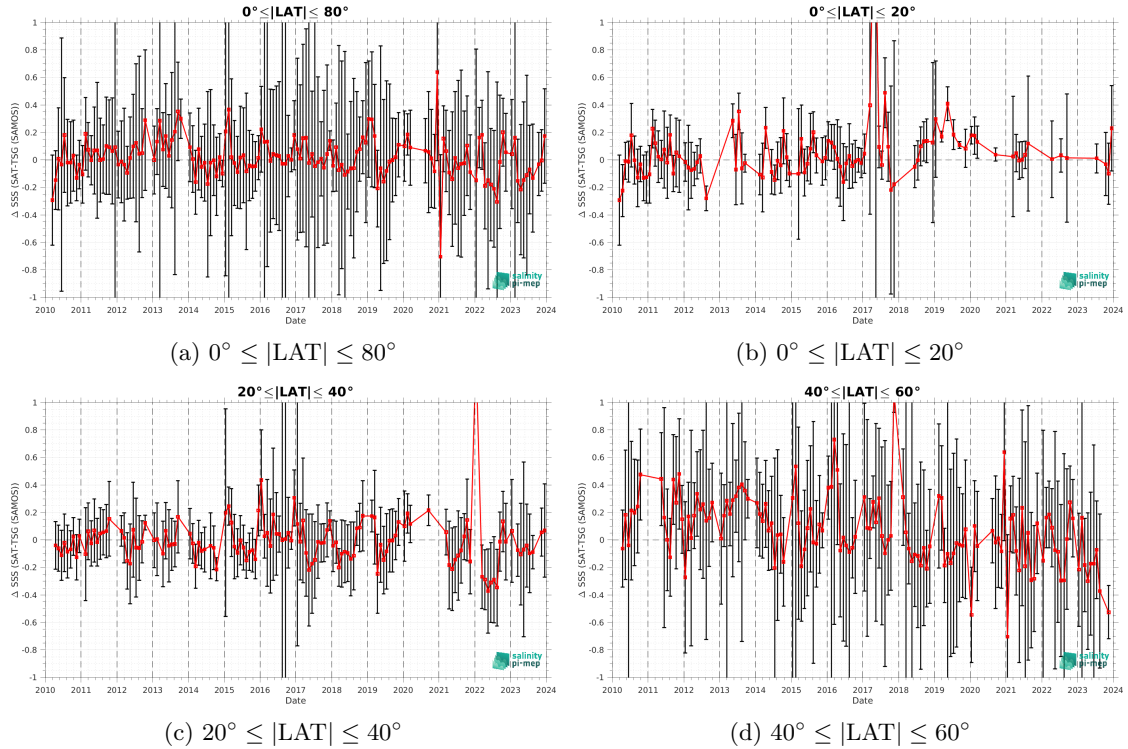 0°≤|LAT|≤ 80°
1
0.8
0.6
0.4
0.2
0
-0.2
-0.4
-0.6
-0.8
-1
Δ SSS (SAT-TSG (SAMOS))
2010 2011 2012 2013 2014 2015 2016 2017 2018 2019 2020 2021 2022 2023 2024
Date
salinity
pi-mep
(a) 0° ≤ |LAT| ≤ 80°
0°≤|LAT|≤ 20°
1
0.8
0.6
0.4
0.2
0
-0.2
-0.4
-0.6
-0.8
-1
Δ SSS (SAT-TSG (SAMOS))
2010 2011 2012 2013 2014 2015 2016 2017 2018 2019 2020 2021 2022 2023 2024
Date
salinity
pi-mep
(b) 0° ≤ |LAT| ≤ 20°
20°≤|LAT|≤ 40°
1
0.8
0.6
0.4
0.2
0
-0.2
-0.4
-0.6
-0.8
-1
Δ SSS (SAT-TSG (SAMOS))
2010 2011 2012 2013 2014 2015 2016 2017 2018 2019 2020 2021 2022 2023 2024
Date
salinity
pi-mep
(c) 20° ≤ |LAT| ≤ 40°
40°≤|LAT|≤ 60°
1
0.8
0.6
0.4
0.2
0
-0.2
-0.4
-0.6
-0.8
-1
Δ SSS (SAT-TSG (SAMOS))
2010 2011 2012 2013 2014 2015 2016 2017 2018 2019 2020 2021 2022 2023 2024
Date
salinity
pi-mep
(d) 40° ≤ |LAT| ≤ 60°